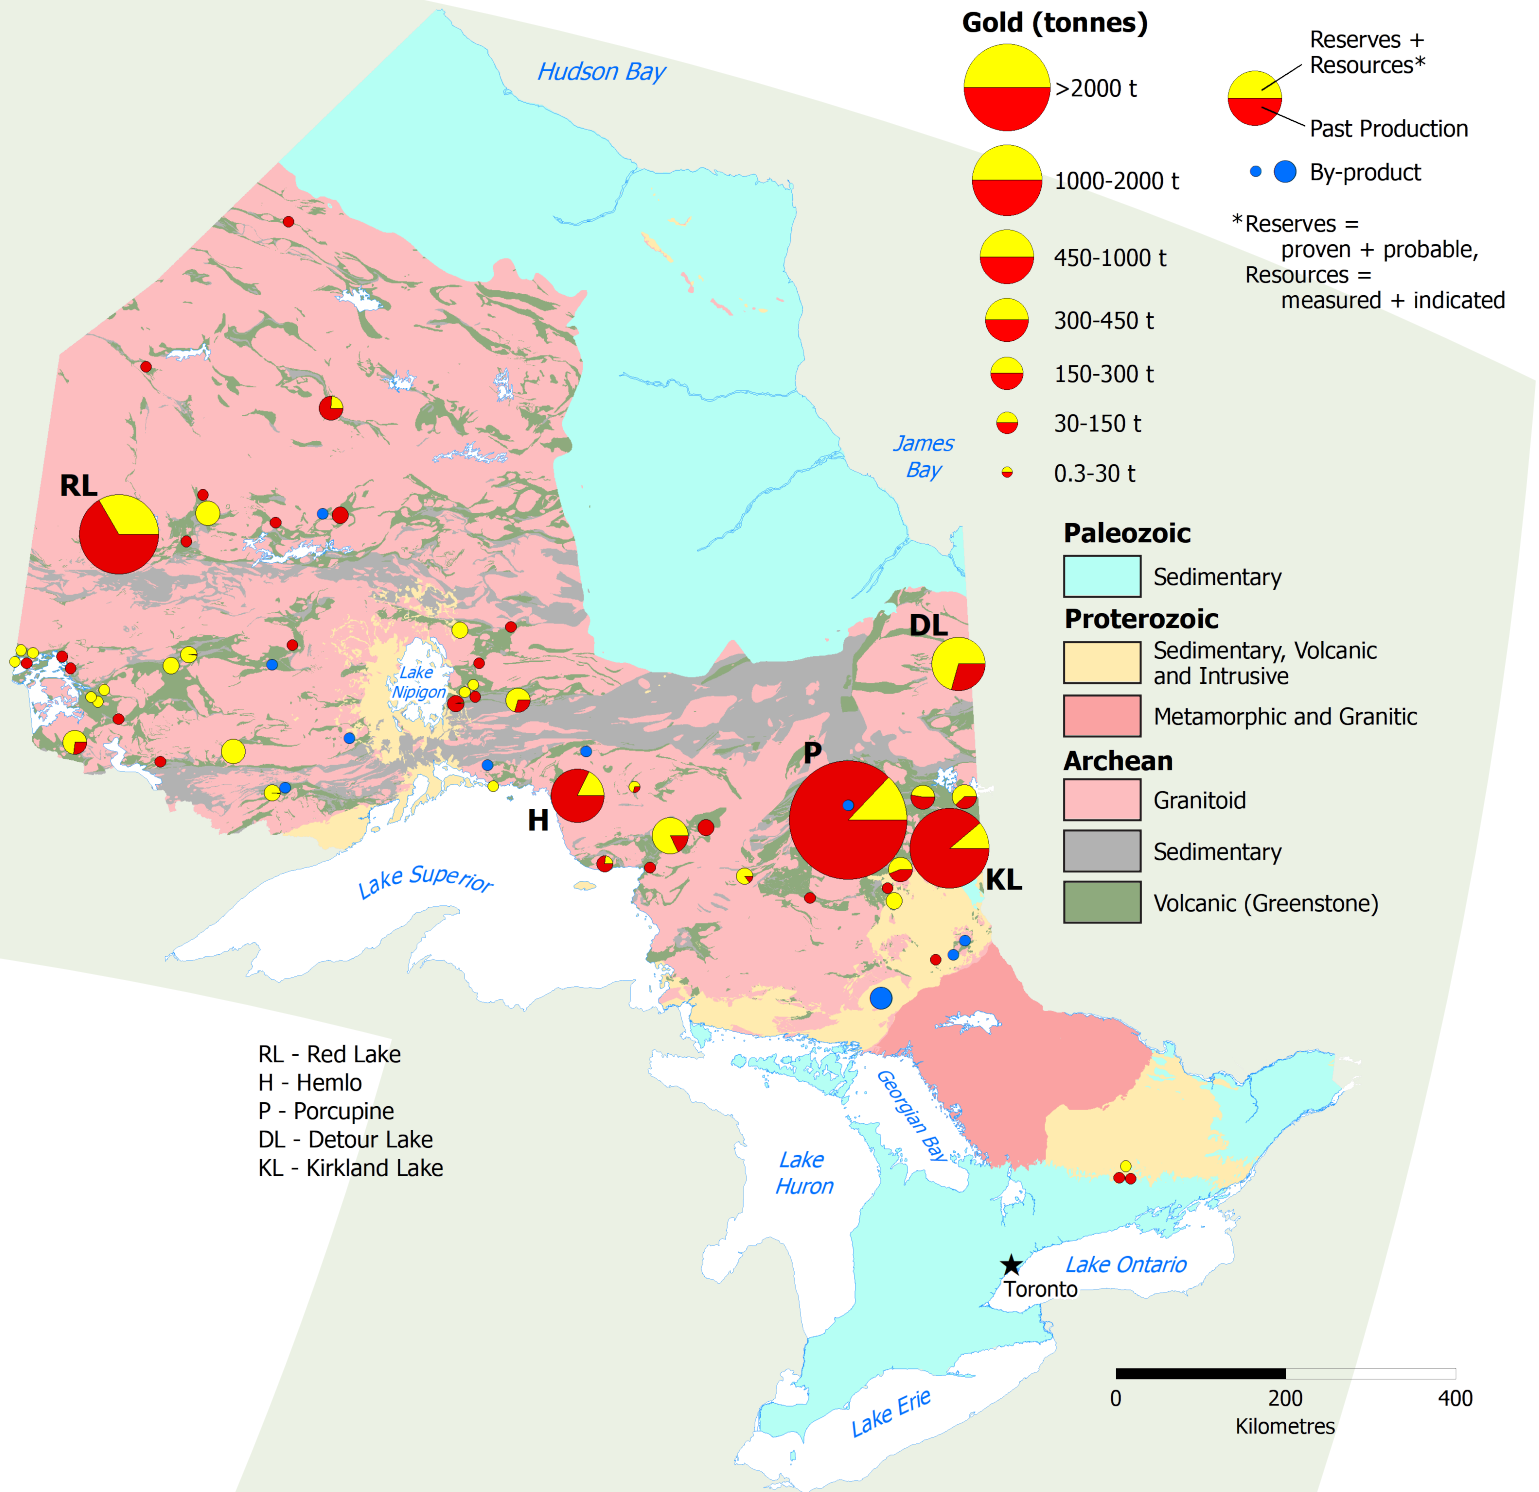 Gold (tonnes)
>2000 t
1000-2000 t
450-1000 t
300-450 t
150-300 t
30-150 t
0.3-30 t
Reserves +
Resources*
Past Production
By-product
*Reserves =
proven + probable,
Resources =
measured + indicated
Hudson Bay
James
Bay
RL
DL
P
H
KL
Lake
Nipigon
Lake Superior
Georgian Bay
Lake
Huron
Toronto
Lake Ontario
Lake Erie
Paleozoic
Sedimentary
Proterozoic
Sedimentary, Volcanic
and Intrusive
Metamorphic and Granitic
Archean
Granitoid
Sedimentary
Volcanic (Greenstone)
RL - Red Lake
H - Hemlo
P - Porcupine
DL - Detour Lake
KL - Kirkland Lake
0 200 400
Kilometres